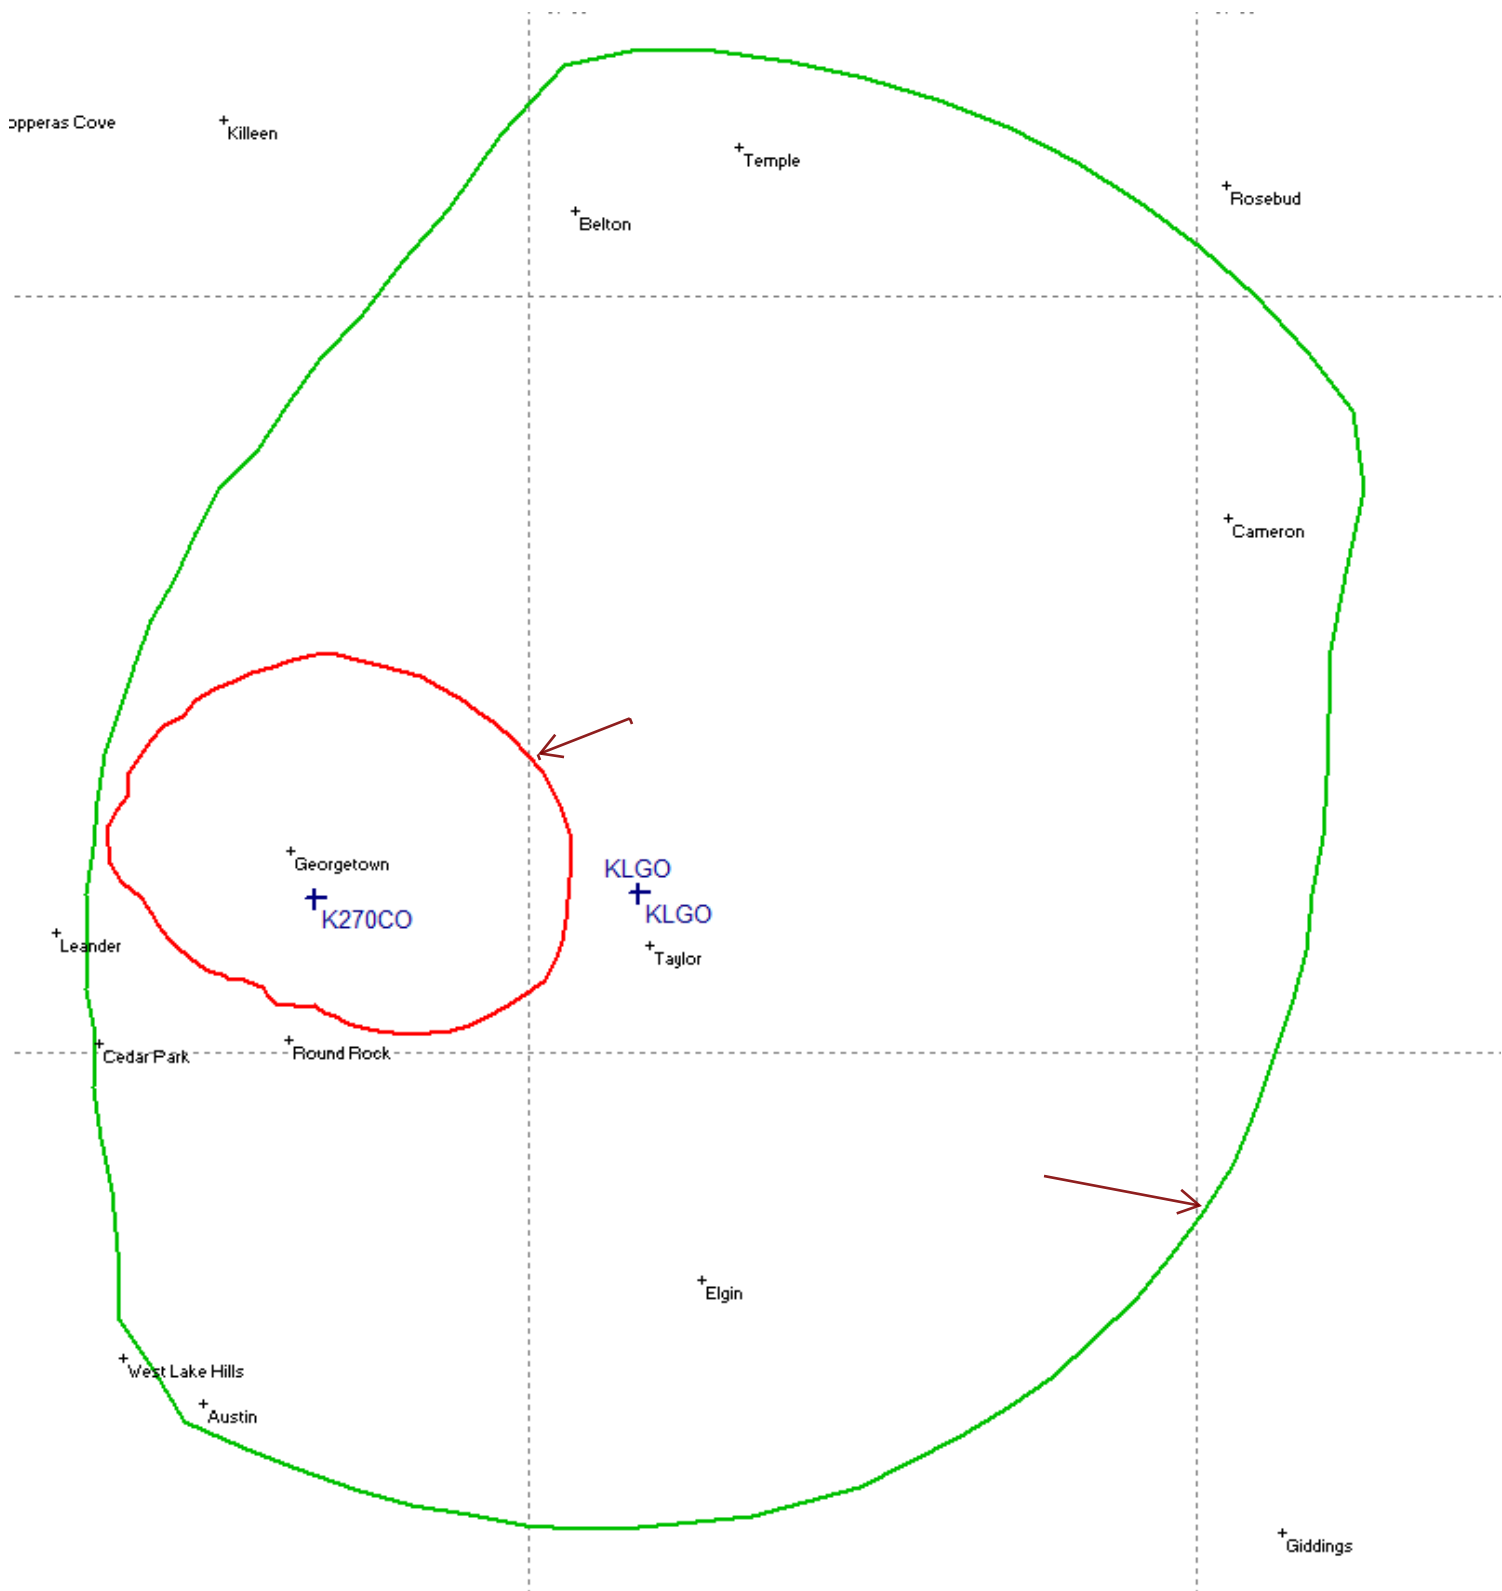 opperas Cove
Killeen
Temple
Rosebud
Belton
Cameron
Georgetown
KLGO
K270CO
KLGO
Leander
Taylor
Cedar Park
Round Rock
Elgin
West Lake Hills
Austin
Giddings